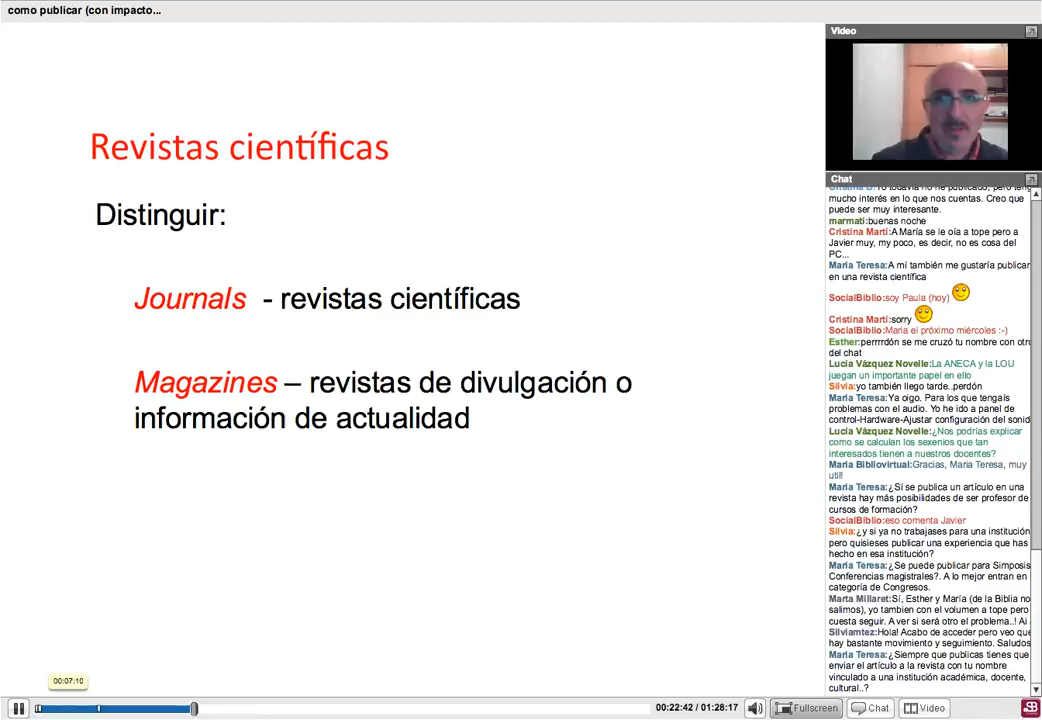 como publicar (con impacto...
Revistas científicas
Distinguir:
Journals - revistas científicas
Magazines – revistas de divulgación o
información de actualidad
Video
Chat
mucho interés en lo que nos cuentas. Creo que
puede ser muy interesante.
marmati:buenas noche
Cristina Martí:A María se le oía a tope pero a
Javier muy, my poco, es decir, no es cosa del
PC...
Maria Teresa:A mí también me gustaría publicar
en una revista científica
SocialBiblio:soy Paula (hoy)
Cristina Martí:sorry
SocialBiblio:Maria el próximo miércoles :-)
Esther:perrrrdón se me cruzó tu nombre con otro
del chat
Lucía Vázquez Novelle:La ANECA y la LOU
juegan un importante papel en ello
Silvia:yo también llego tarde..perdón
Maria Teresa:Ya oigo. Para los que tengais
problemas con el audio. Yo he ido a panel de
control-Hardware-Ajustar configuración del sonid
Lucía Vázquez Novelle:¿Nos podrías explicar
como se calculan los sexenios que tan
interesados tienen a nuestros docentes?
María Bibliovirtual:Gracias, Maria Teresa, muy
util!
Maria Teresa:¿Sí se publica un artículo en una
revista hay más posibilidades de ser profesor de
cursos de formación?
SocialBiblio:eso comenta Javier
Silvia:¿y si ya no trabajases para una institución
pero quisieses publicar una experiencia que has
hecho en esa institución?
Maria Teresa:¿Se puede publicar para Simposis
Conferencias magistrales?. A lo mejor entran en
categoría de Congresos.
Marta Millaret:Sí, Esther y María (de la Biblia no
salimos), yo tambien con el volumen a tope pero
cuesta seguir. A ver si será otro el problema..! Ai
Silviamtez:Hola! Acabo de acceder pero veo que
hay bastante movimiento y seguimiento. Saludos
Maria Teresa:¿Siempre que publicas tienes que
enviar el artículo a la revista con tu nombre
vinculado a una institución académica, docente,
cultural..?
00:07:10
00:22:42 / 01:28:17
Fullscreen
Chat
Video
SB